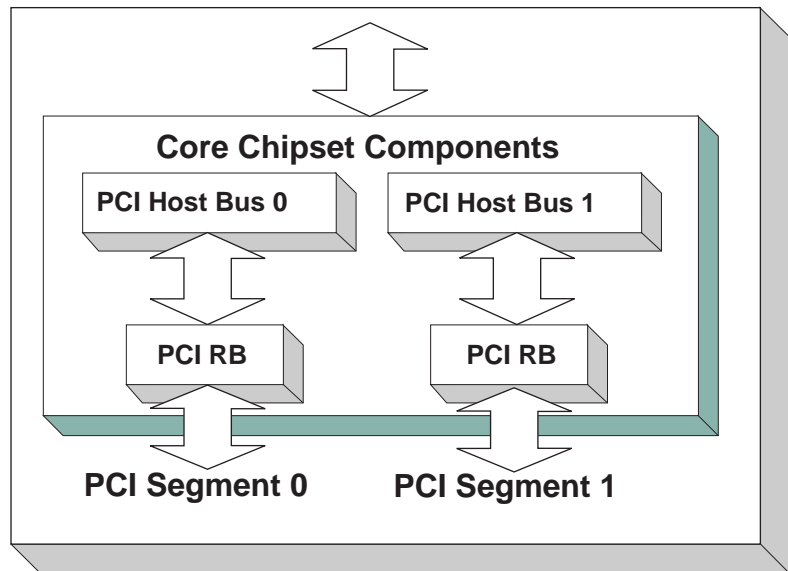 Core Chipset Components
PCI Host Bus 0
PCI Host Bus 1
PCI RB
PCI RB
PCI Segment 0
PCI Segment 1